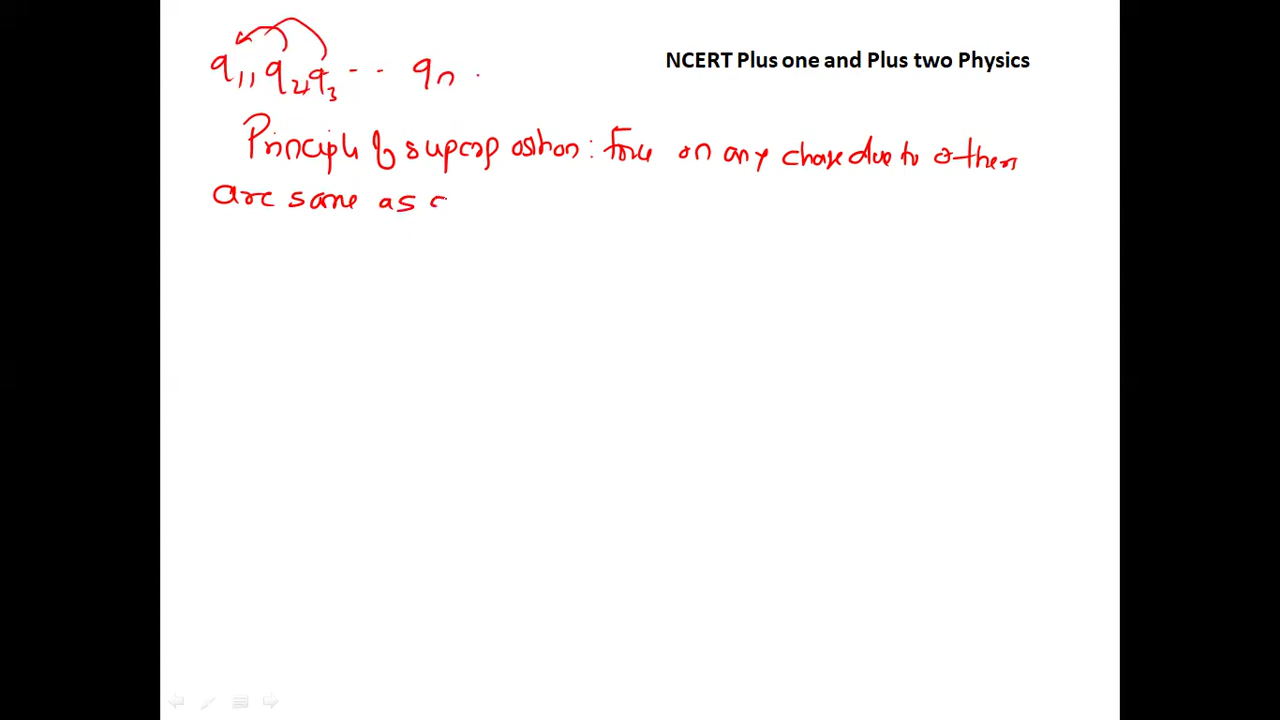 q1, q2, q3 -- qn .
NCERT Plus one and Plus two Physics
Principle of superposition: Force on any charge due to others
are same as c